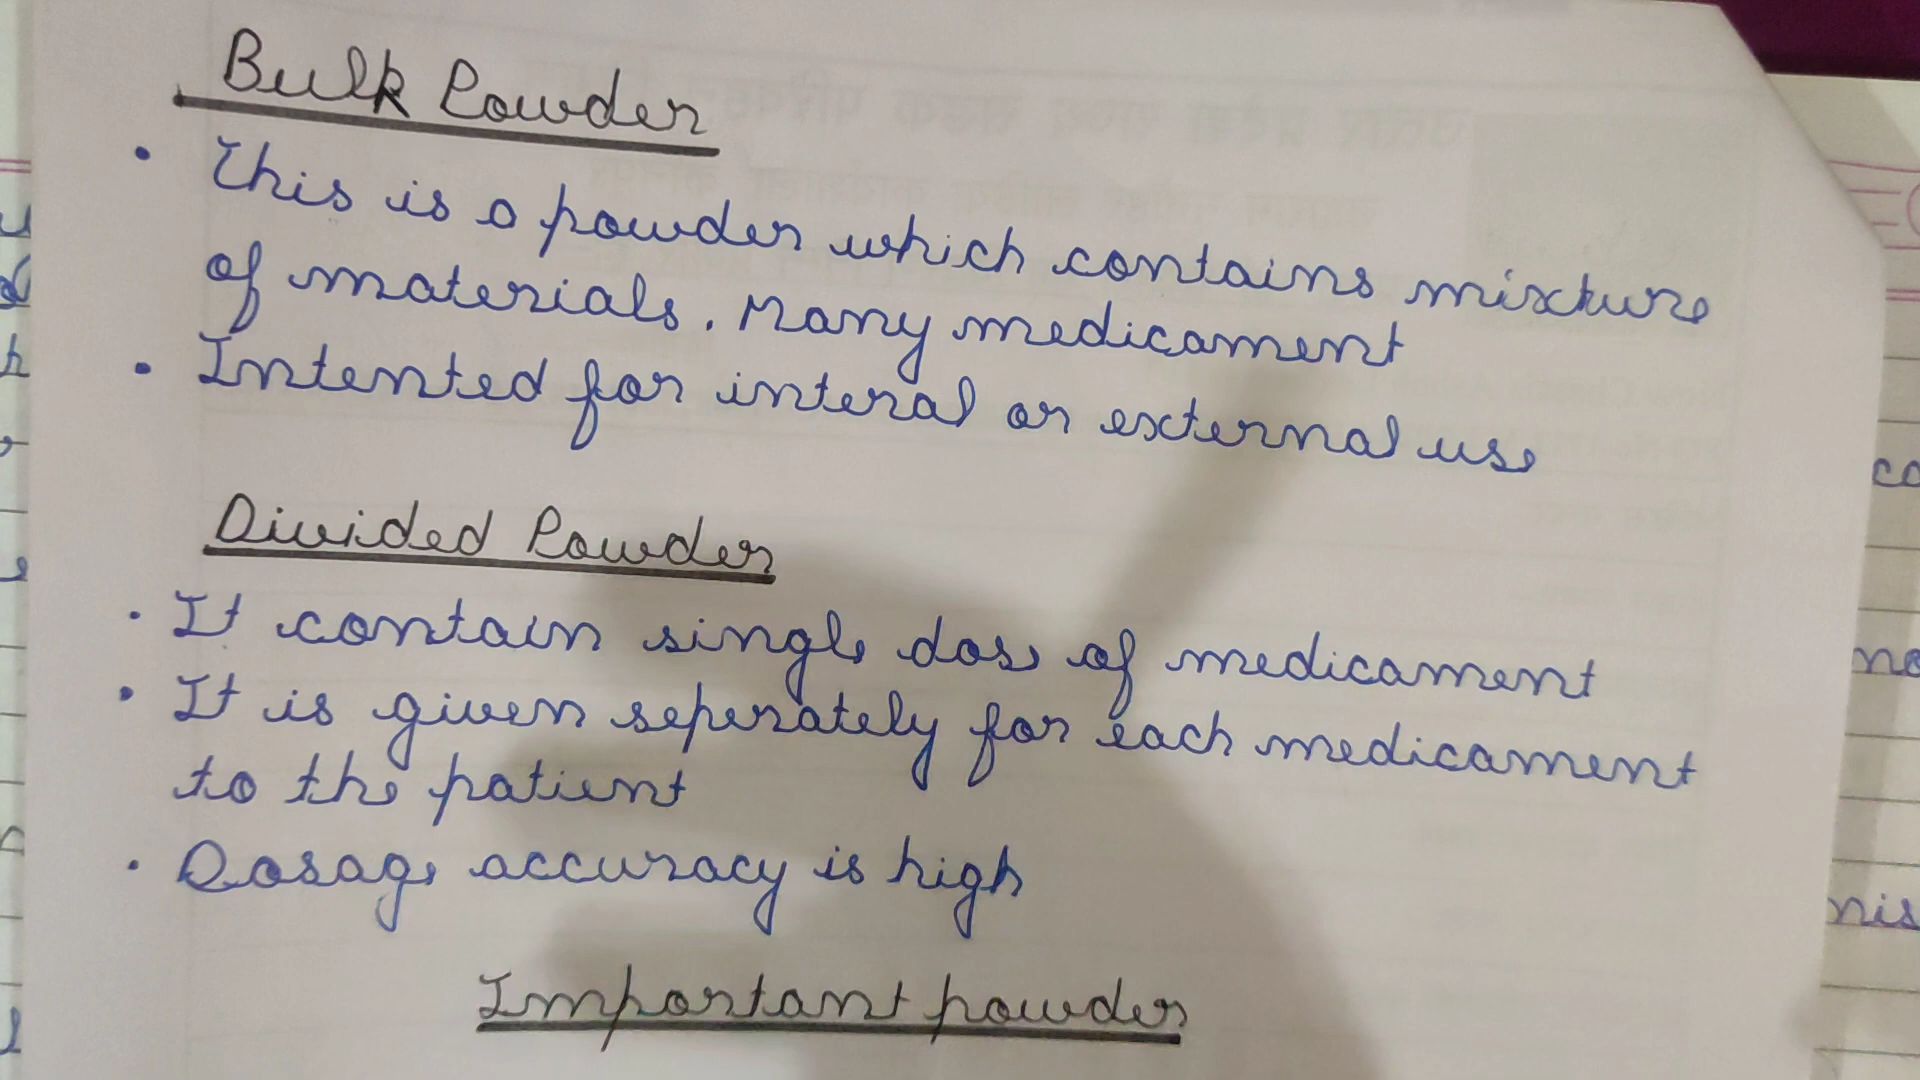 Bulk Powder
• This is a powder which contains mixture
of materials. Many medicament
• Intented for interal or external use
Divided Powder
• It contain single dose of medicament
• It is given seperately for each medicament
to the patient
• Dosage accuracy is high
Important powder